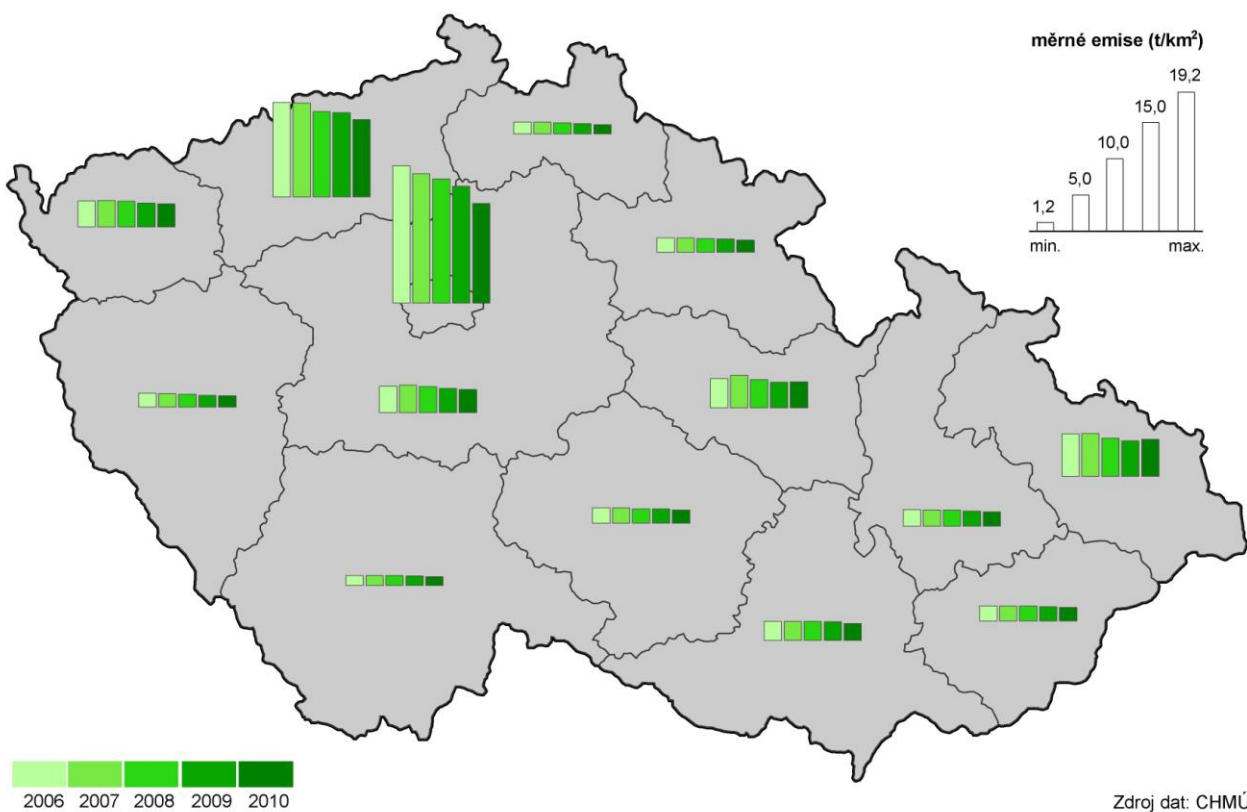 měrné emise (t/km²)
19,2
15,0
10,0
5,0
1,2
min.
max.
2006 2007 2008 2009 2010
Zdroj dat: CHMÚ